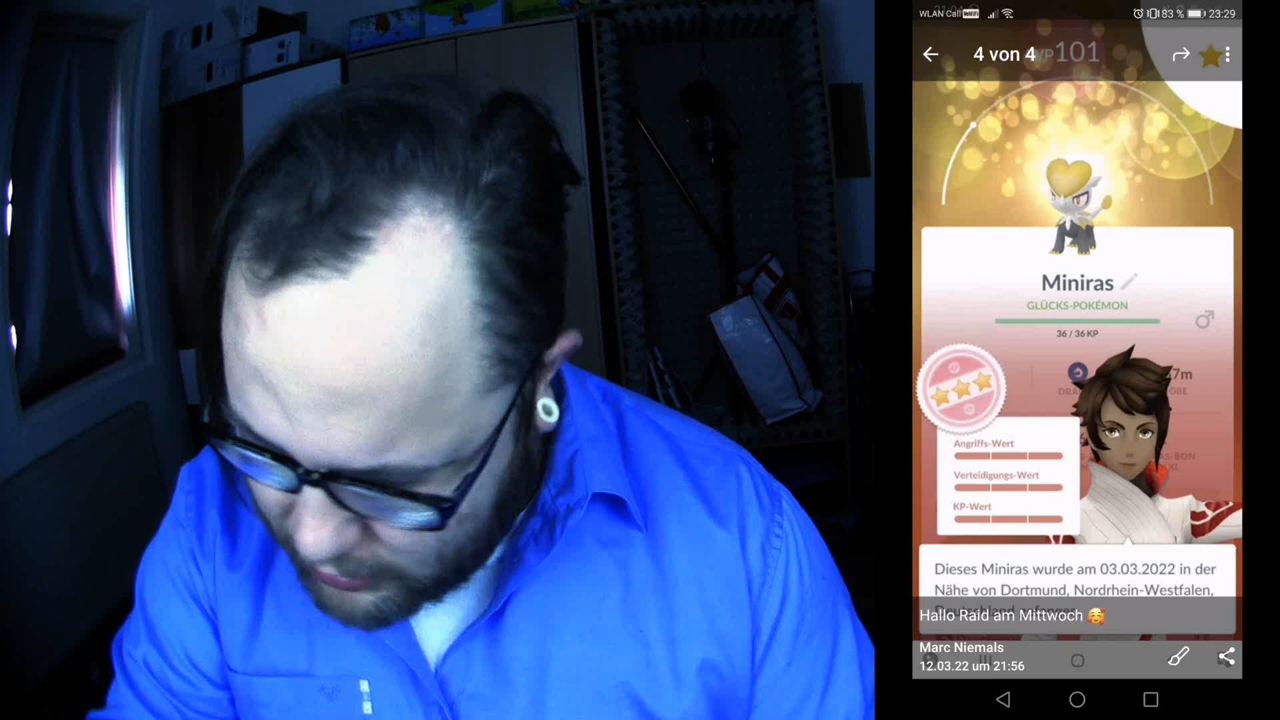 WLAN Call
83 %
23:29
4 von 4
WP101
Miniras
GLÜCKS-POKÉMON
36 / 36 KP
7m
Angriffs-Wert
Verteidigungs-Wert
KP-Wert
Dieses Miniras wurde am 03.03.2022 in der
Nähe von Dortmund, Nordrhein-Westfalen,
Hallo Raid am Mittwoch 🥰
Marc Niemals
12.03.22 um 21:56